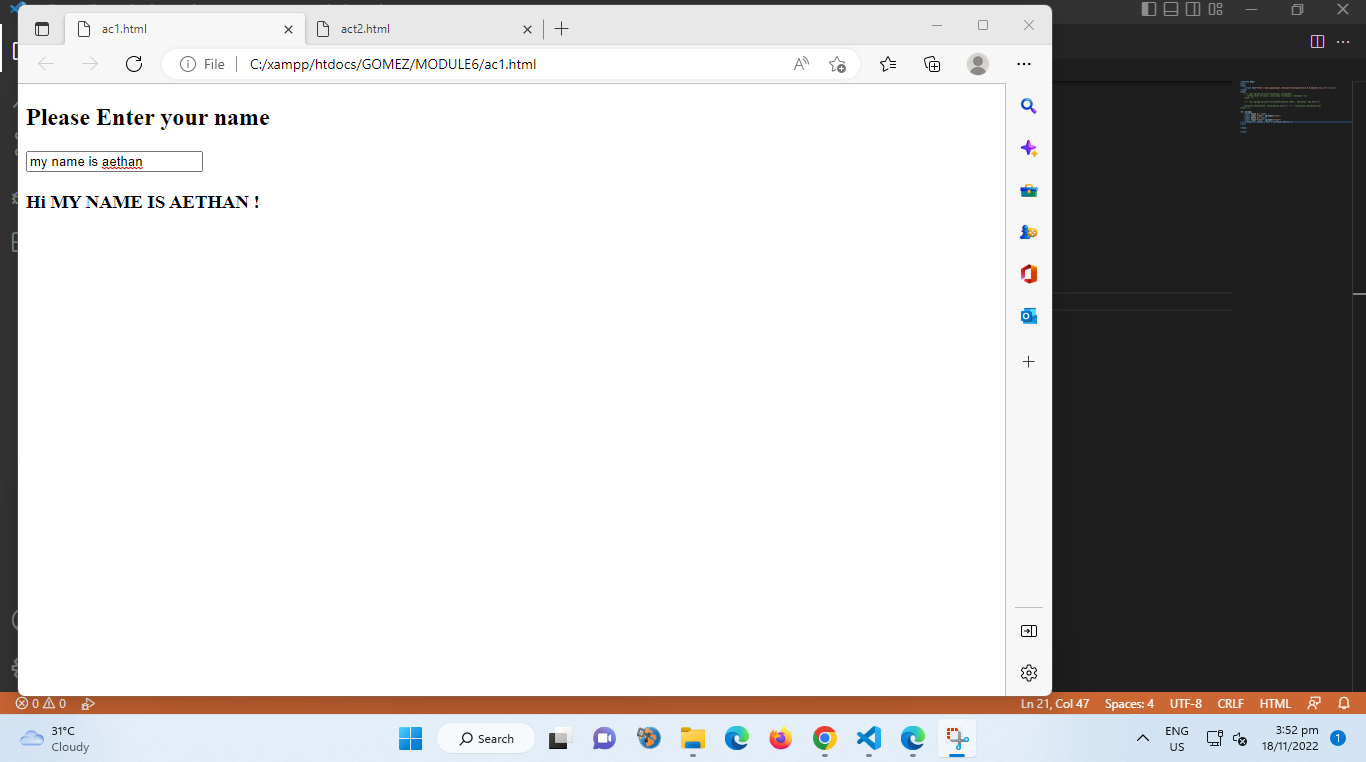 ac1.html
act2.html
File
C:/xampp/htdocs/GOMEZ/MODULE6/ac1.html
Please Enter your name
my name is aethan
Hi MY NAME IS AETHAN !
0 0
Ln 21, Col 47
Spaces: 4
UTF-8
CRLF
HTML
31°C
Cloudy
Search
ENG
US
3:52 pm
18/11/2022
1